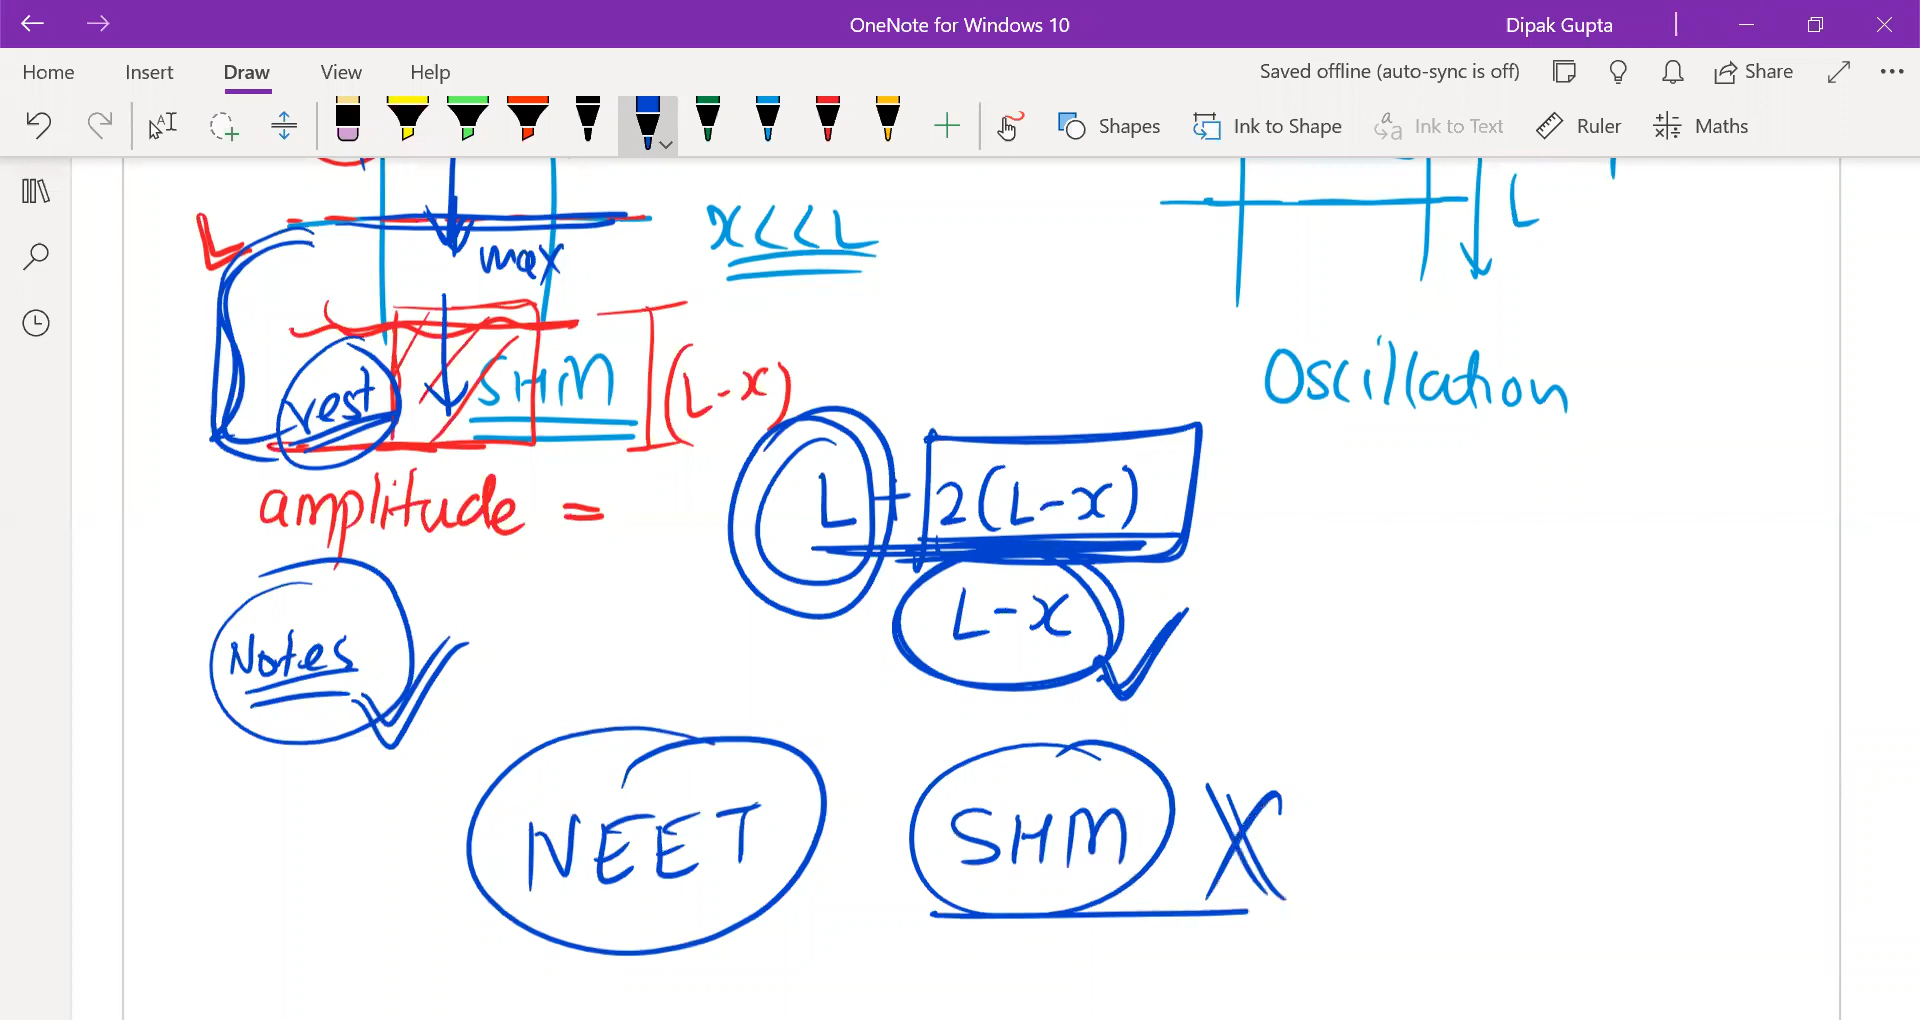 OneNote for Windows 10
Dipak Gupta
Home Insert Draw View Help
Saved offline (auto-sync is off) Share
Shapes Ink to Shape Ink to Text Ruler Maths
max
x<<L
L
rest
SHM
(L-x)
Oscillation
amplitude =
L + 2(L-x)
L-x
Notes
NEET
SHM X